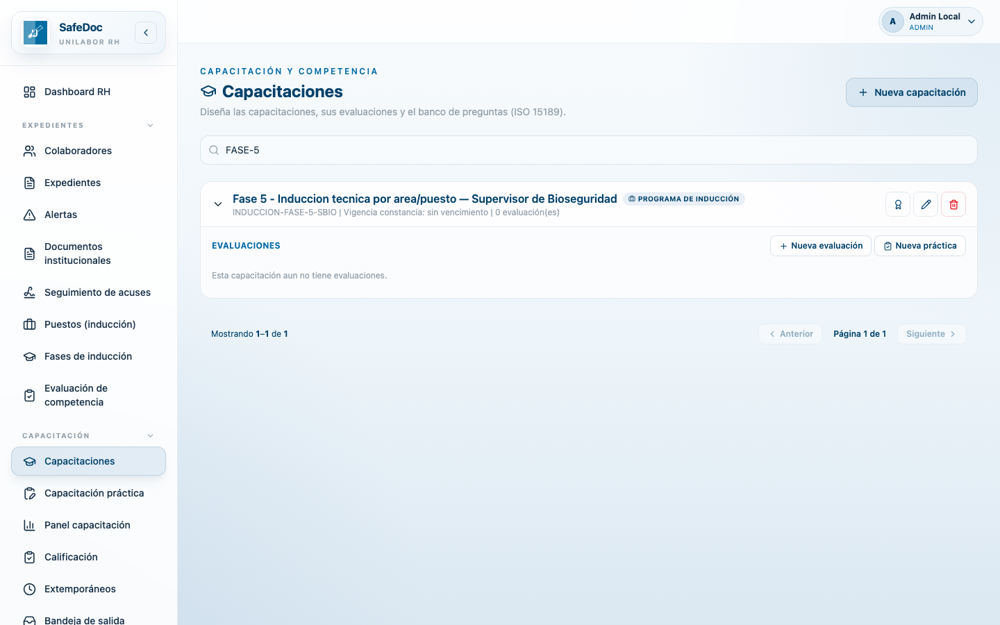 SafeDoc
UNILABOR RH
Admin Local
A
ADMIN
Dashboard RH
EXPEDIENTES
Colaboradores
Expedientes
Alertas
Documentos
institucionales
Seguimiento de acuses
Puestos (inducción)
Fases de inducción
Evaluación de
competencia
CAPACITACIÓN
Capacitaciones
Capacitación práctica
Panel capacitación
Calificación
Extemporáneos
Bandeja de salida
CAPACITACIÓN Y COMPETENCIA
Capacitaciones
Diseña las capacitaciones, sus evaluaciones y el banco de preguntas (ISO 15189).
Nueva capacitación
FASE-5
Fase 5 - Induccion tecnica por area/puesto — Supervisor de Bioseguridad PROGRAMA DE INDUCCIÓN
INDUCCION-FASE-5-SBIO | Vigencia constancia: sin vencimiento | 0 evaluación(es)
EVALUACIONES
Nueva evaluación
Nueva práctica
Esta capacitación aun no tiene evaluaciones.
Mostrando 1–1 de 1
Anterior
Página 1 de 1
Siguiente